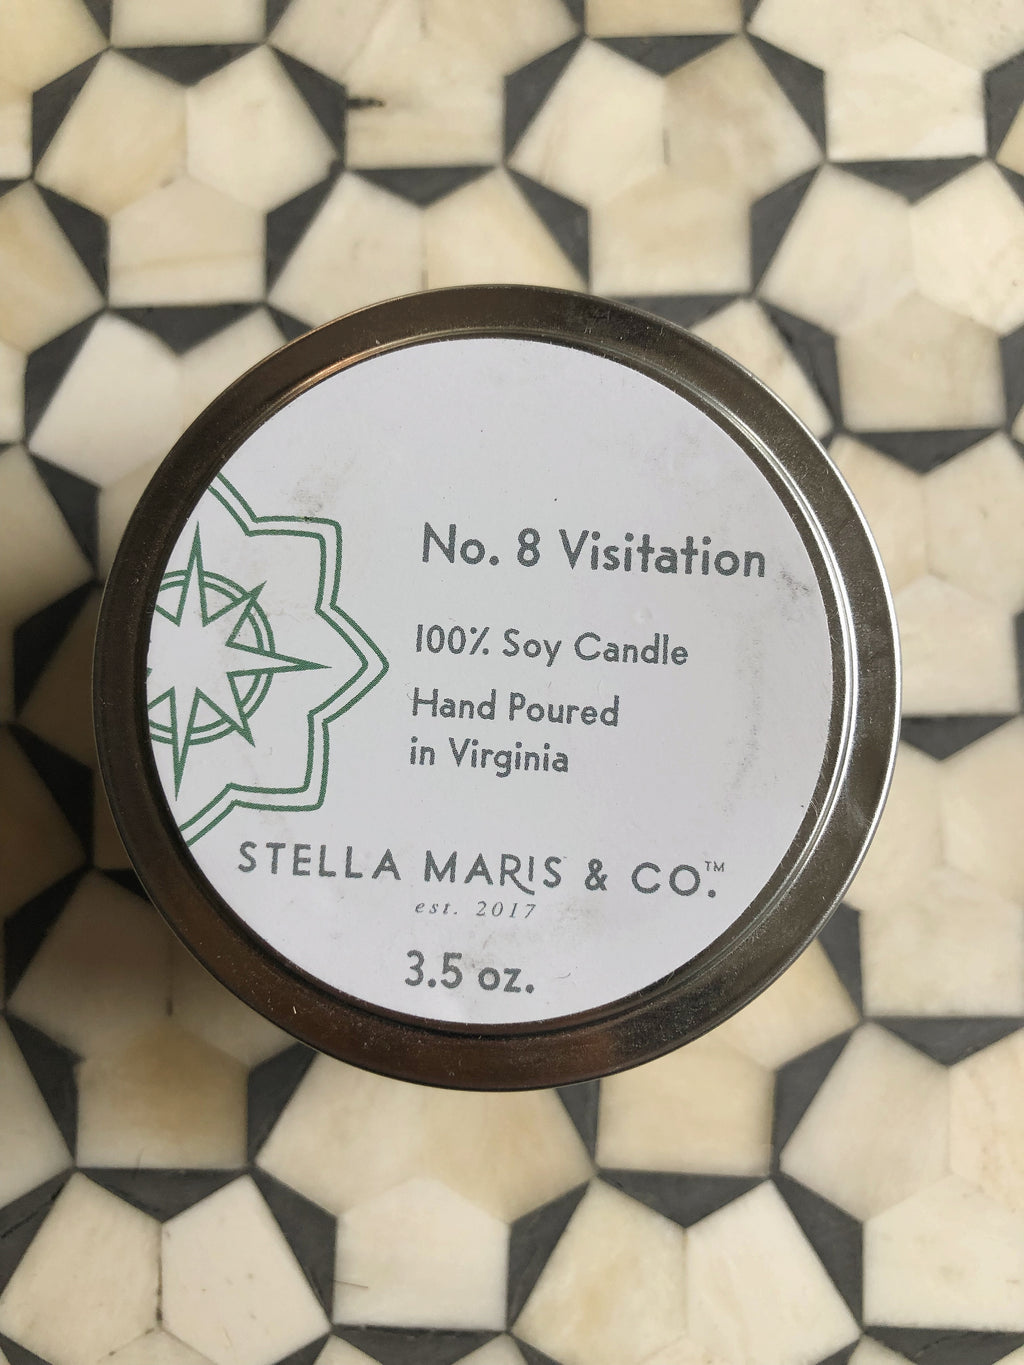 No. 8 Visitation
100% Soy Candle
Hand Poured
in Virginia
STELLA MARIS & CO.™
est. 2017
3.5 oz.